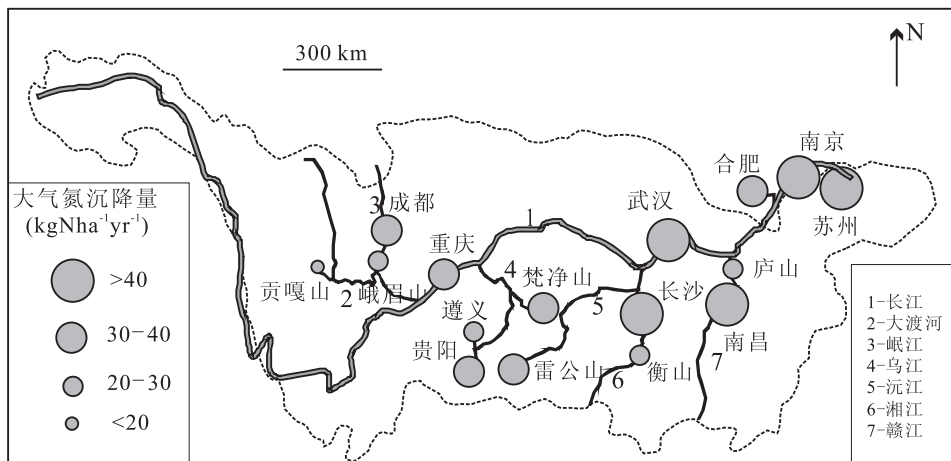 300 km
N
南京
合肥
武汉
苏州
大气氮沉降量
(kgNha⁻¹yr⁻¹)
>40
30-40
20-30
<20
3
成都
1
重庆
庐山
贡嘎山
2
峨眉山
4
梵净山
5
长沙
遵义
贵阳
雷公山
6
衡山
7
南昌
1-长江
2-大渡河
3-岷江
4-乌江
5-沅江
6-湘江
7-赣江